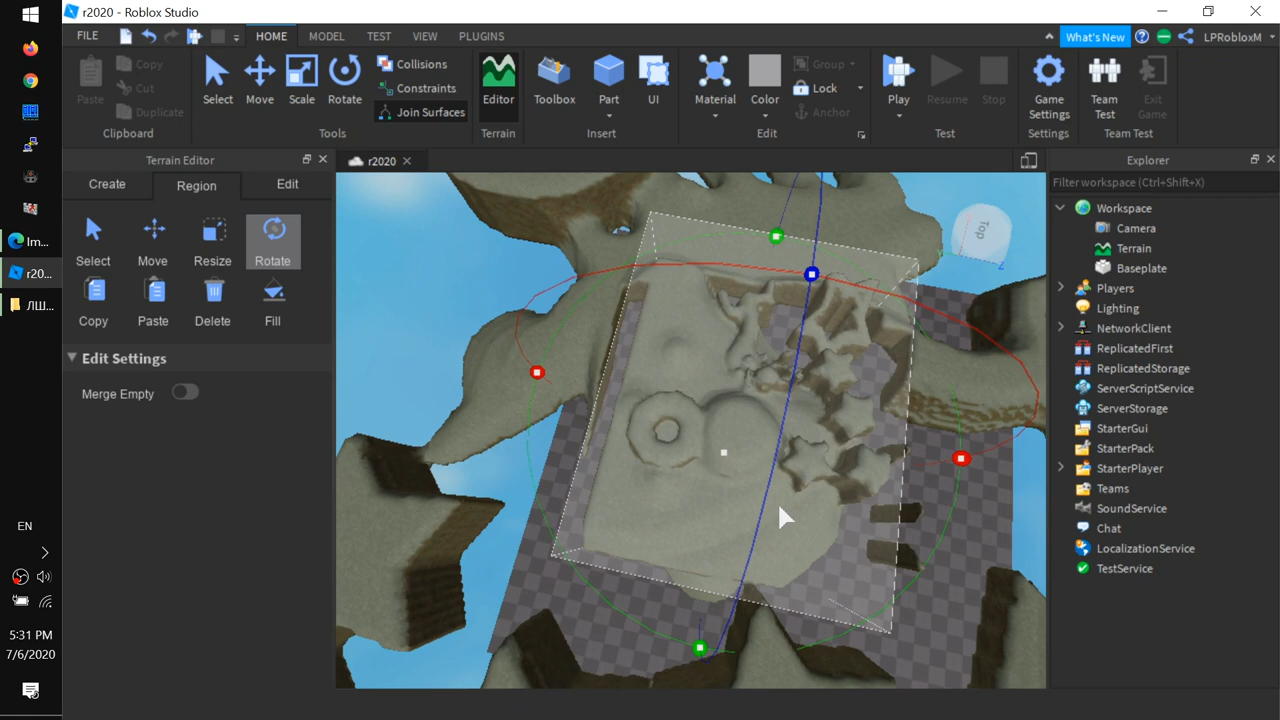 r2020 - Roblox Studio
FILE
HOME
MODEL
TEST
VIEW
PLUGINS
What's New
LPRobloxM
Paste
Copy
Cut
Duplicate
Clipboard
Select
Move
Scale
Rotate
Collisions
Constraints
Join Surfaces
Tools
Editor
Terrain
Toolbox
Part
UI
Insert
Material
Color
Group
Lock
Anchor
Edit
Play
Resume
Stop
Test
Game
Settings
Settings
Team
Test
Exit
Game
Team Test
Terrain Editor
Create
Region
Edit
Select
Move
Resize
Rotate
Copy
Paste
Delete
Fill
Edit Settings
Merge Empty
r2020
Top
Z
Explorer
Filter workspace (Ctrl+Shift+X)
Workspace
Camera
Terrain
Baseplate
Players
Lighting
NetworkClient
ReplicatedFirst
ReplicatedStorage
ServerScriptService
ServerStorage
StarterGui
StarterPack
StarterPlayer
Teams
SoundService
Chat
LocalizationService
TestService
Im...
r20...
ЛШ...
EN
5:31 PM
7/6/2020